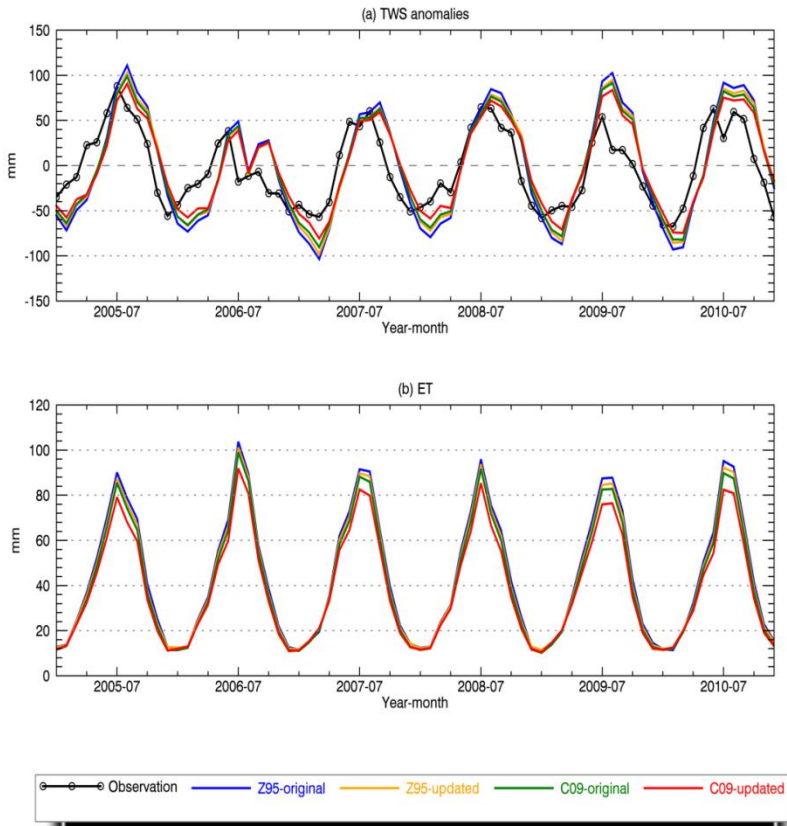 (a) TWS anomalies
150
100
50
0
-50
-100
-150
mm
2005-07 2006-07 2007-07 2008-07 2009-07 2010-07
Year-month
(b) ET
120
100
80
60
40
20
0
mm
2005-07 2006-07 2007-07 2008-07 2009-07 2010-07
Year-month
Observation Z95-original Z95-updated C09-original C09-updated